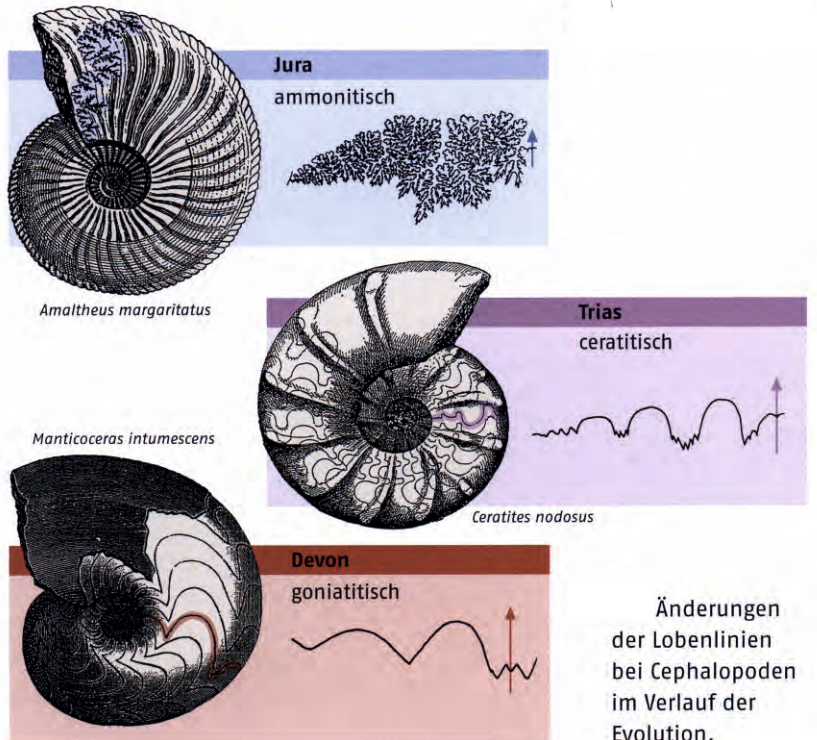 Jura
ammonitisch
Amaltheus margaritatus
Trias
ceratitisch
Manticoceras intumescens
Ceratites nodosus
Devon
goniatitisch
Änderungen
der Lobenlinien
bei Cephalopoden
im Verlauf der
Evolution.